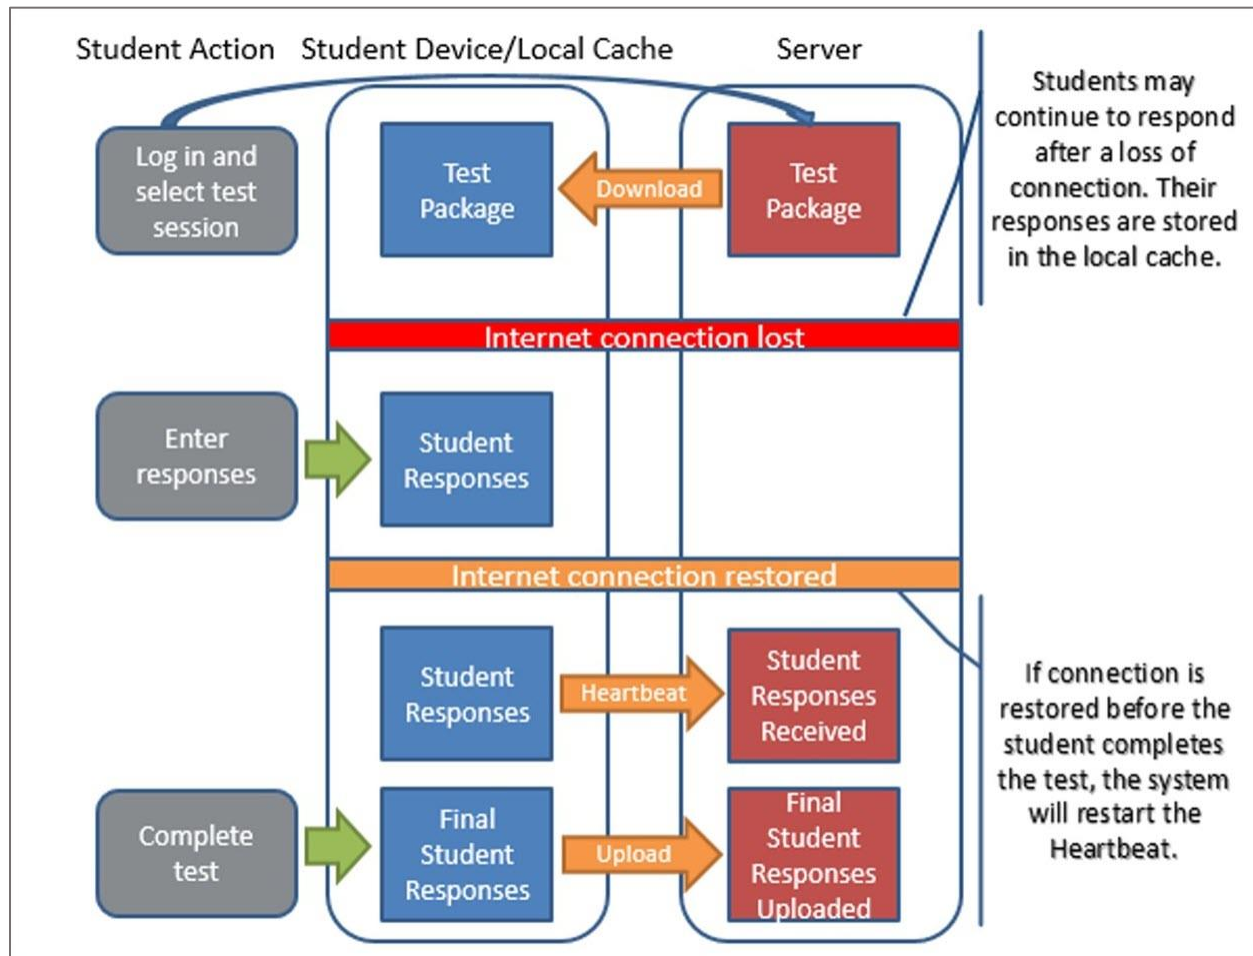 Student Action
Student Device/Local Cache
Server
Log in and
select test
session
Test
Package
Download
Test
Package
Students may
continue to respond
after a loss of
connection. Their
responses are stored
in the local cache.
Internet connection lost
Enter
responses
Student
Responses
Internet connection restored
Student
Responses
Heartbeat
Student
Responses
Received
If connection is
restored before the
student completes
the test, the system
will restart the
Heartbeat.
Complete
test
Final
Student
Responses
Upload
Final
Student
Responses
Uploaded